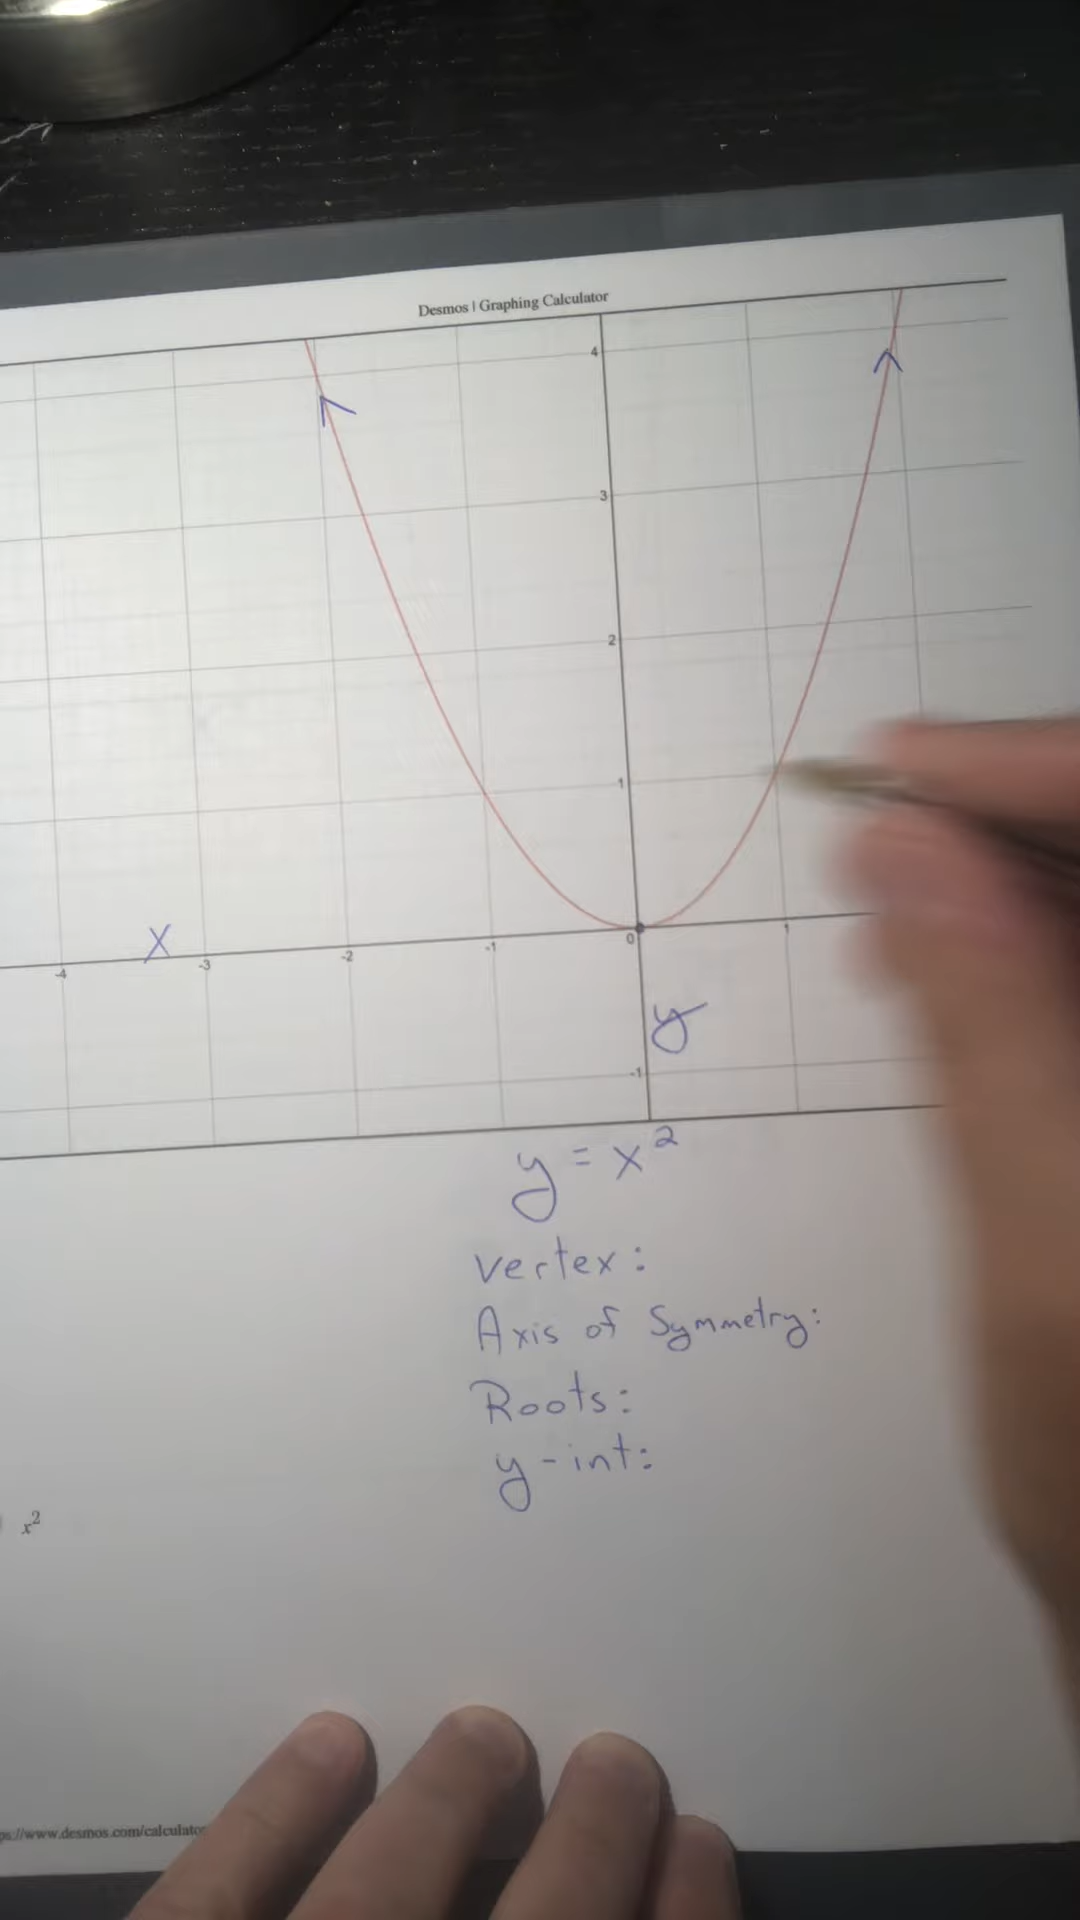 Desmos | Graphing Calculator
4
3
2
1
X
-4
-3
-2
-1
0
1
y
-1
y = x²
Vertex:
Axis of Symmetry:
Roots:
y-int:
x²
ps://www.desmos.com/calculator